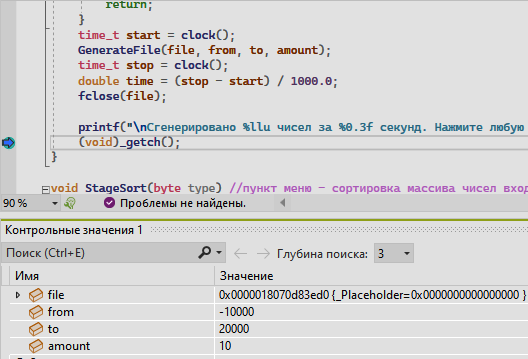 return;
}
time_t start = clock();
GenerateFile(file, from, to, amount);
time_t stop = clock();
double time = (stop - start) / 1000.0;
fclose(file);
printf("\nСгенерировано %llu чисел за %0.3f секунд. Нажмите любую
(void)_getch();
}
void StageSort(byte type) //пункт меню - сортировка массива чисел вход
90 % Проблемы не найдены.
Контрольные значения 1
Поиск (Ctrl+E) Глубина поиска: 3
Имя Значение
file 0x0000018070d83ed0 {_Placeholder=0x0000000000000000 }
from -10000
to 20000
amount 10